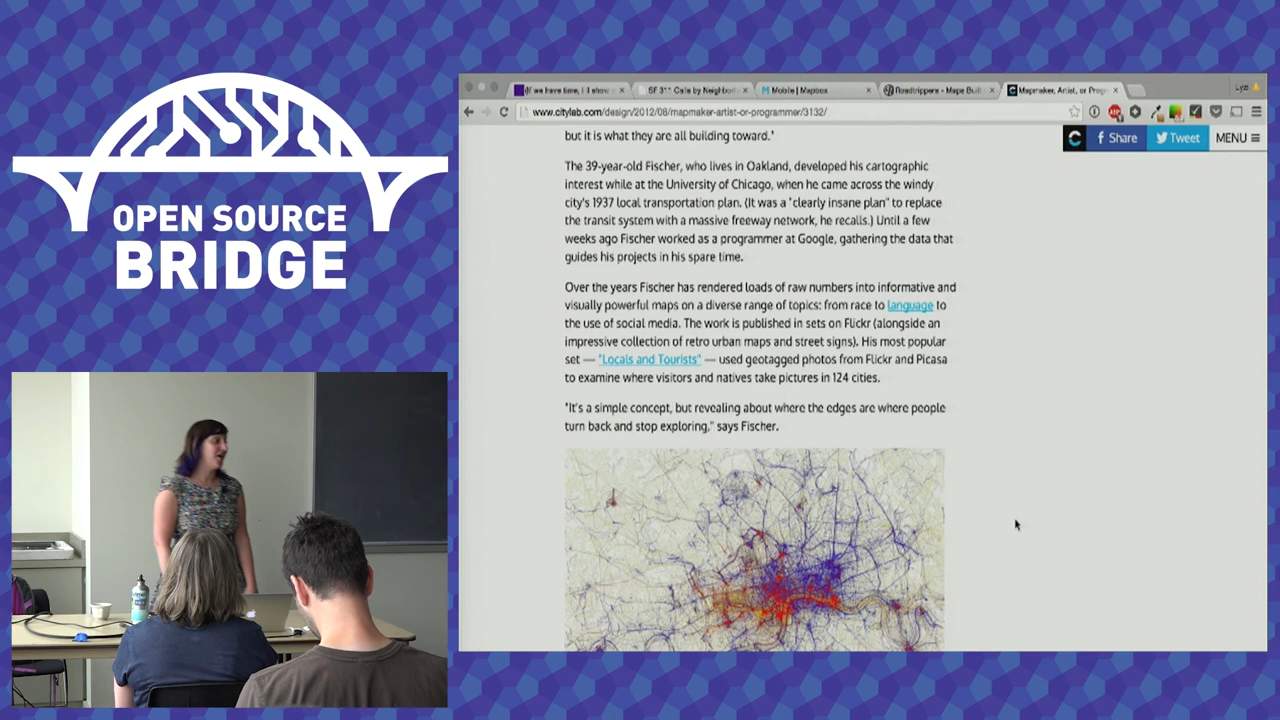 OPEN SOURCE
BRIDGE
(If we have time, I'll show
SF 311 Calls by Neighbor
Mobile | Mapbox
Roadtrippers - Maps Buil
Mapmaker, Artist, or Progr
Lyz
www.citylab.com/design/2012/08/mapmaker-artist-or-programmer/3132/
ABP
C
Share
Tweet
MENU
but it is what they are all building toward."
The 39-year-old Fischer, who lives in Oakland, developed his cartographic
interest while at the University of Chicago, when he came across the windy
city's 1937 local transportation plan. (It was a "clearly insane plan" to replace
the transit system with a massive freeway network, he recalls.) Until a few
weeks ago Fischer worked as a programmer at Google, gathering the data that
guides his projects in his spare time.
Over the years Fischer has rendered loads of raw numbers into informative and
visually powerful maps on a diverse range of topics: from race to language to
the use of social media. The work is published in sets on Flickr (alongside an
impressive collection of retro urban maps and street signs). His most popular
set — "Locals and Tourists" — used geotagged photos from Flickr and Picasa
to examine where visitors and natives take pictures in 124 cities.
"It's a simple concept, but revealing about where the edges are where people
turn back and stop exploring," says Fischer.